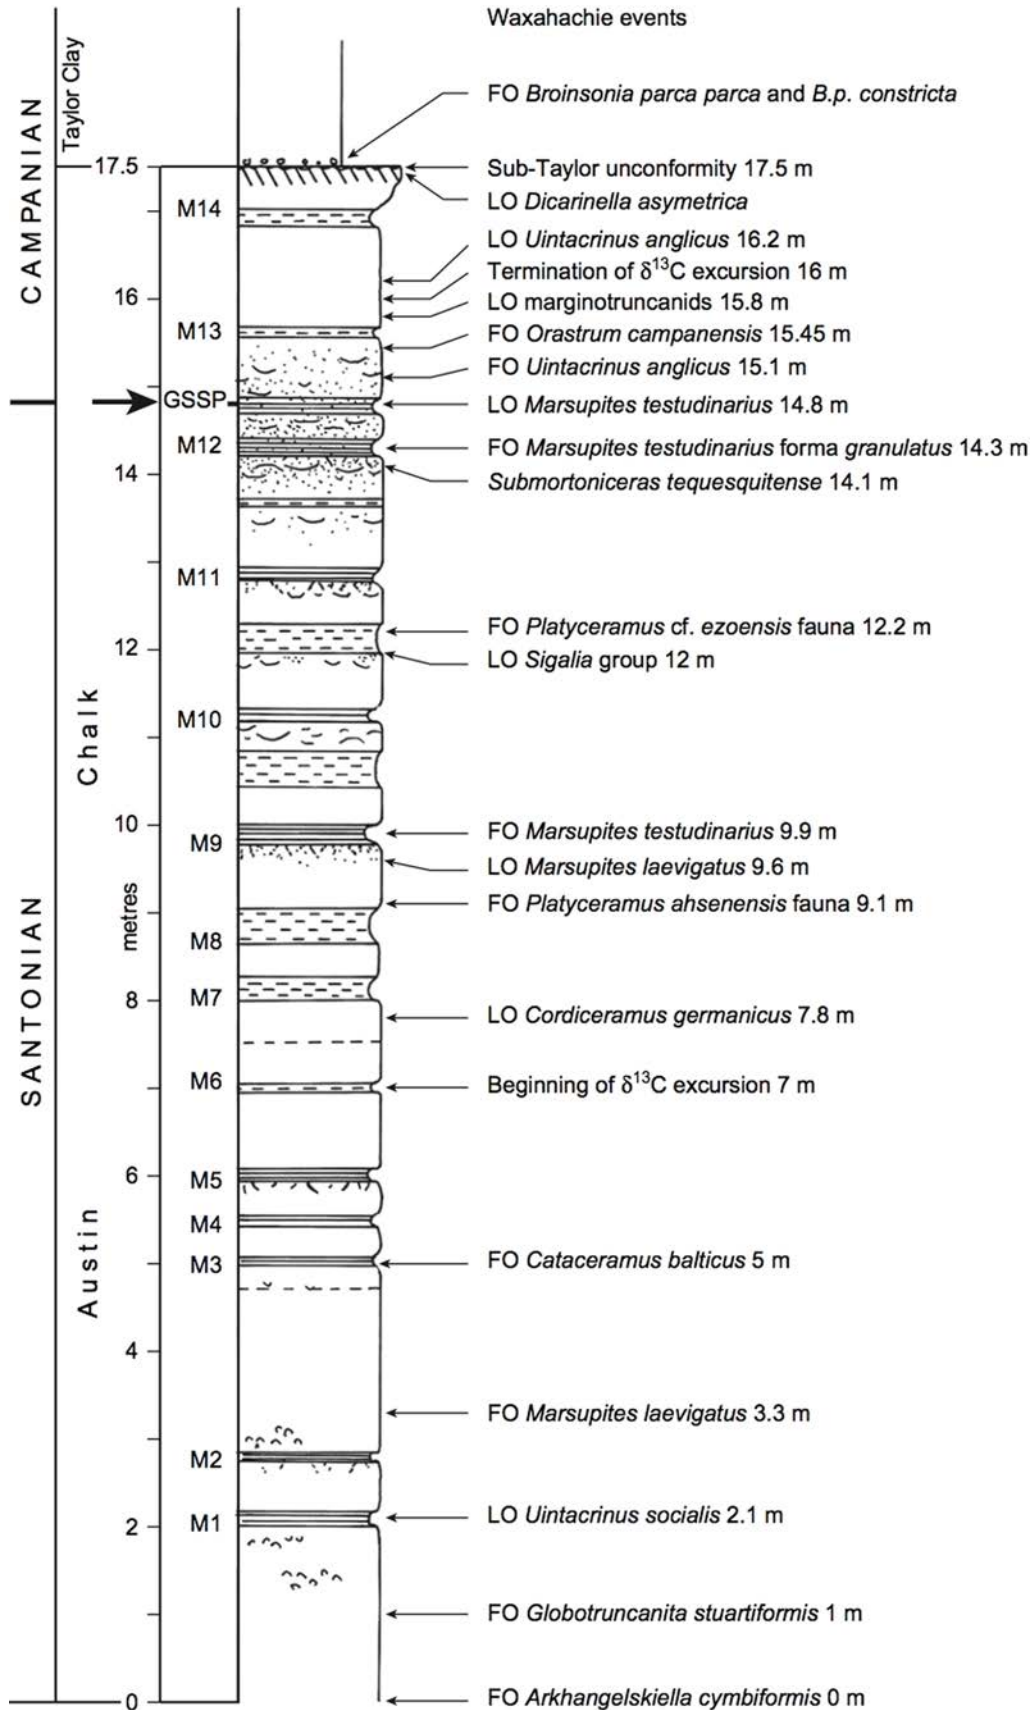 Waxahachie events
CAMPANIAN
Taylor Clay
FO Broinsonia parca parca and B.p. constricta
17.5
Sub-Taylor unconformity 17.5 m
LO Dicarinella asymetrica
M14
LO Uintacrinus anglicus 16.2 m
Termination of δ13C excursion 16 m
16
LO marginotruncanids 15.8 m
M13
FO Orastrum campanensis 15.45 m
FO Uintacrinus anglicus 15.1 m
GSSP
LO Marsupites testudinarius 14.8 m
M12
FO Marsupites testudinarius forma granulatus 14.3 m
14
Submortoniceras tequesquitense 14.1 m
M11
FO Platyceramus cf. ezoensis fauna 12.2 m
12
LO Sigalia group 12 m
M10
Chalk
10
FO Marsupites testudinarius 9.9 m
M9
LO Marsupites laevigatus 9.6 m
FO Platyceramus ahsenensis fauna 9.1 m
metres
SANTONIAN
M8
8
M7
LO Cordiceramus germanicus 7.8 m
M6
Beginning of δ13C excursion 7 m
6
M5
M4
Austin
M3
FO Cataceramus balticus 5 m
4
FO Marsupites laevigatus 3.3 m
M2
LO Uintacrinus socialis 2.1 m
2
M1
FO Globotruncanita stuartiformis 1 m
0
FO Arkhangelskiella cymbiformis 0 m